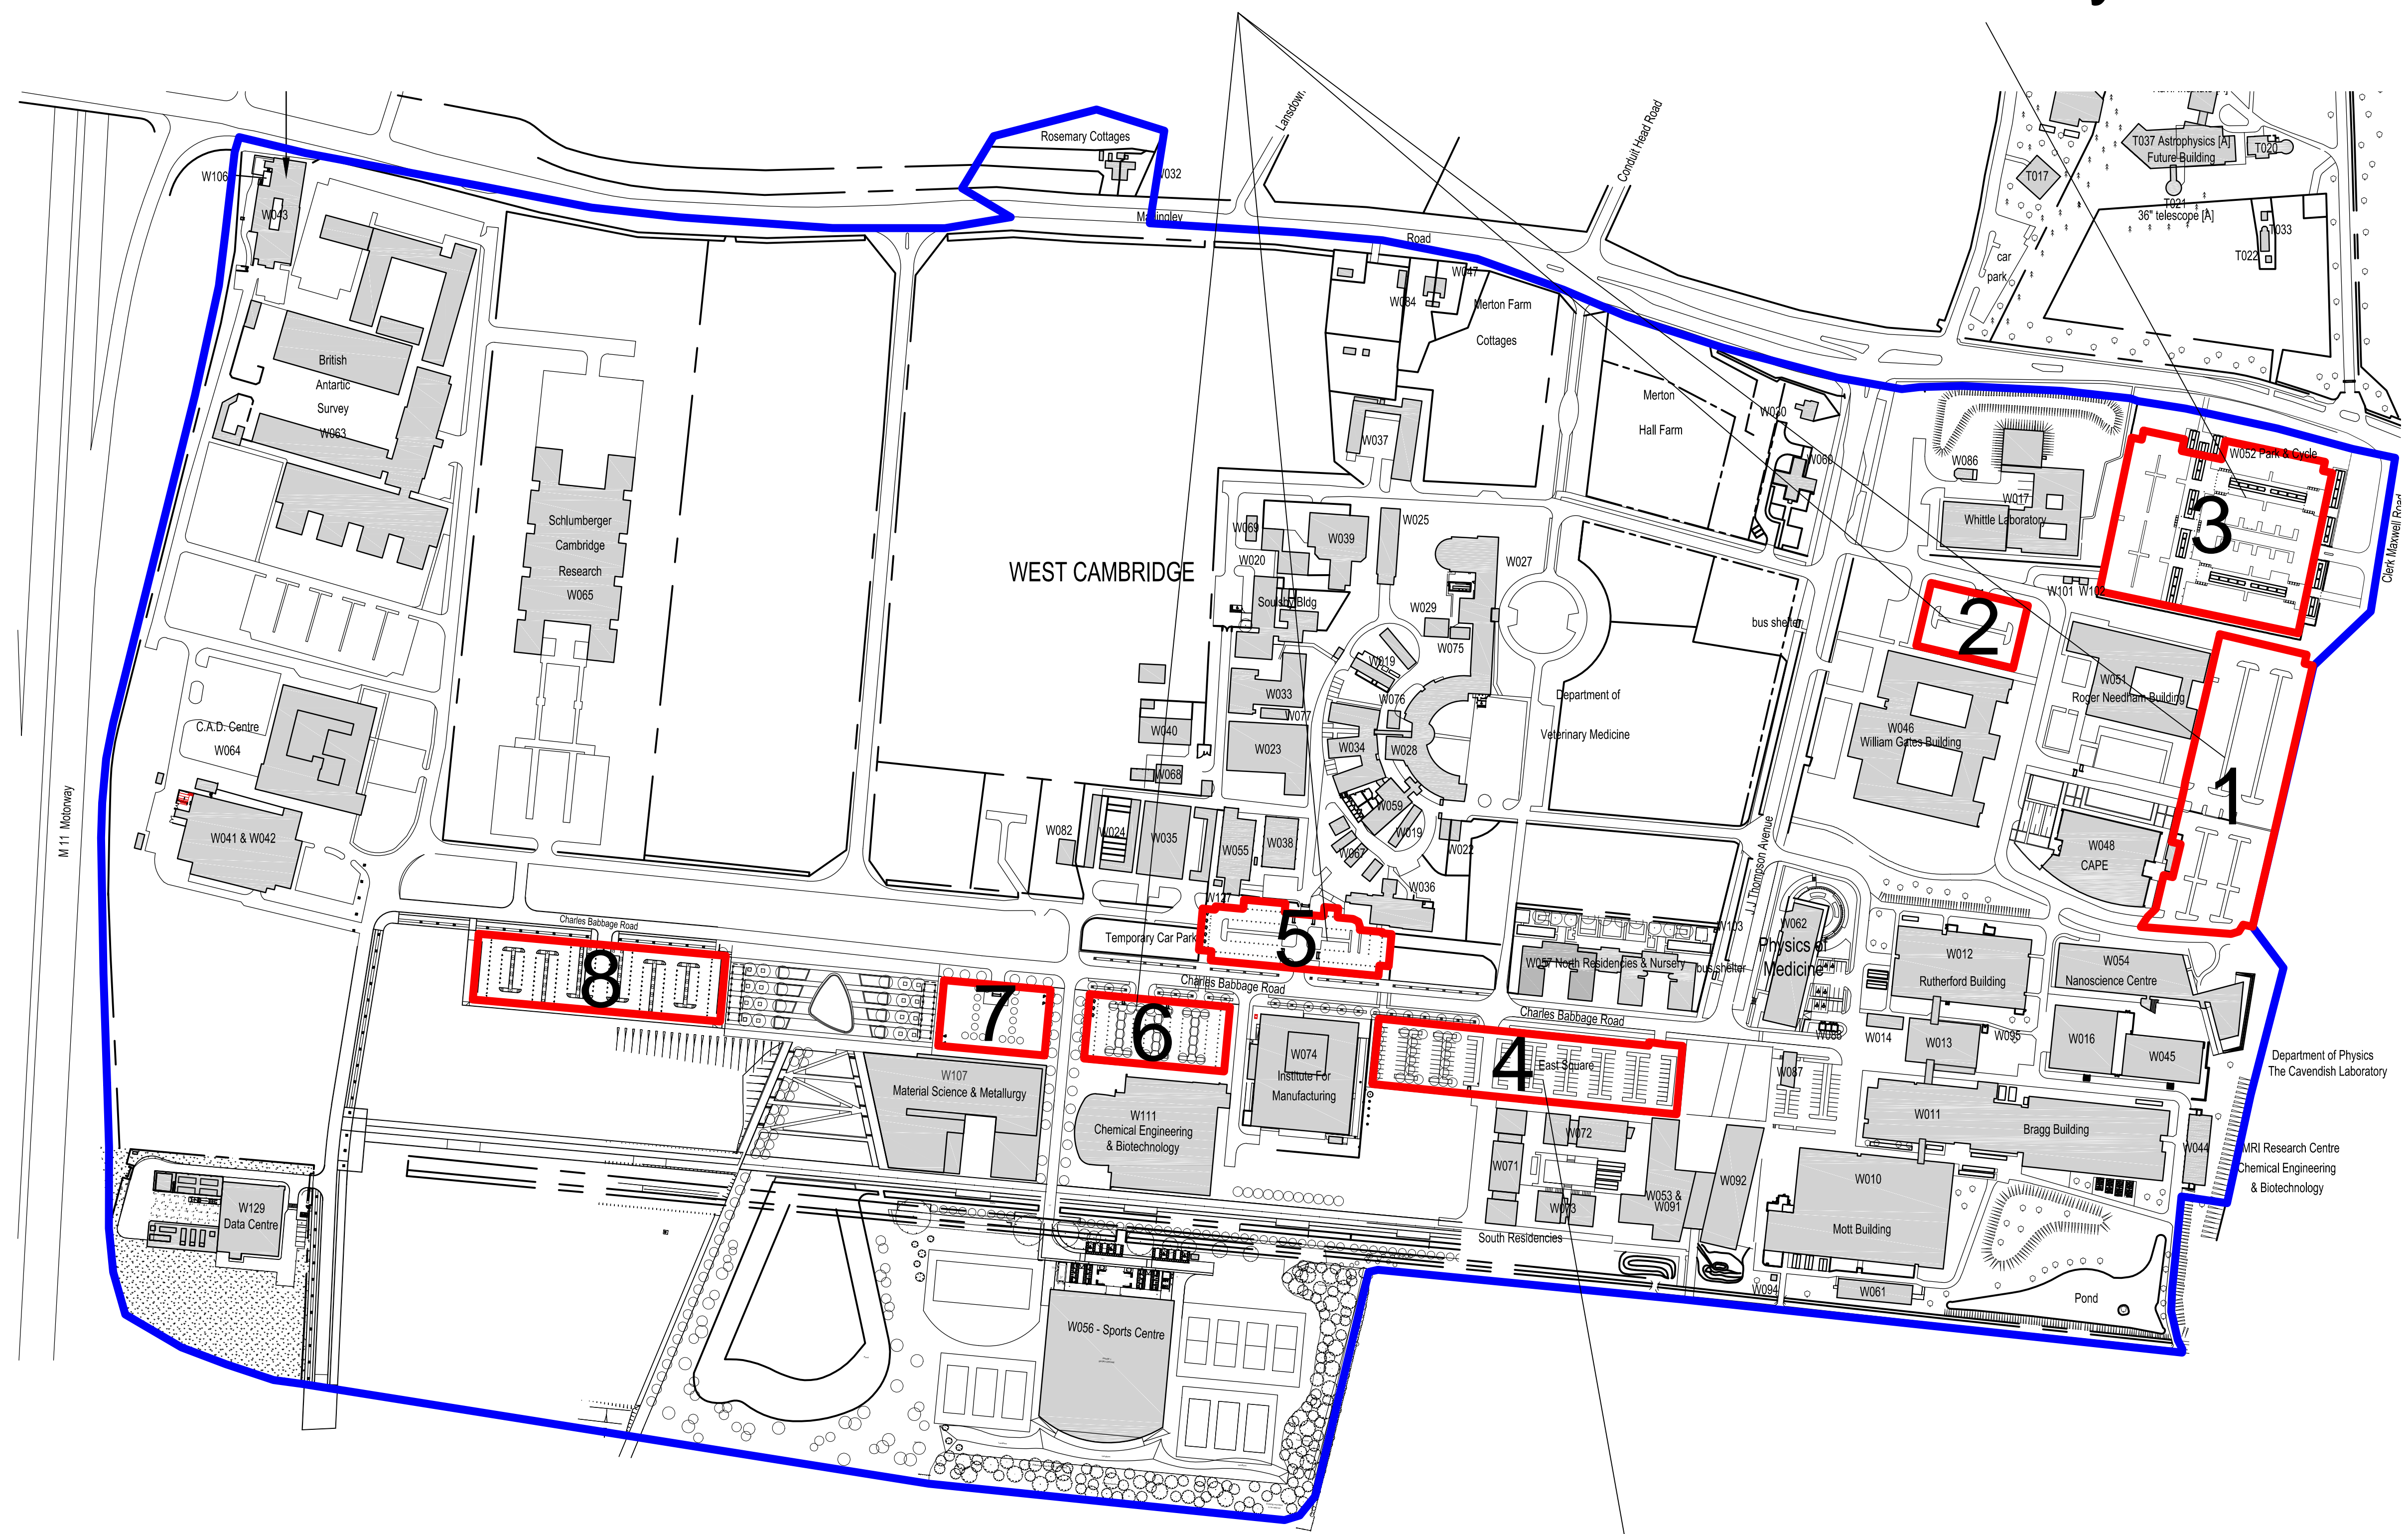 Rosemary Cottages
W032
Lansdown
Conduit Head Road
T037 Astrophysics [A]
Future Building
T020
T017
T021
36" telescope [A]
T033
T022
car
park
W106
W043
Road
W047
W084
Merton Farm
Cottages
British
Antartic
Survey
W063
Merton
Hall Farm
W030
W037
W060
W086
W052 Park & Cycle
W017
Whittle Laboratory
3
Clerk Maxwell Road
Schlumberger
Cambridge
Research
W065
WEST CAMBRIDGE
W069
W039
W025
W020
W027
Soulsby Bldg
W029
W075
bus shelter
2
W101
W102
W019
W033
W076
W077
Department of
Veterinary Medicine
W051
Roger Needham Building
W046
William Gates Building
C.A.D. Centre
W064
W040
W023
W034
W028
W068
W059
1
M 11 Motorway
W041 & W042
W082
W024
W035
W055
W038
W019
W067
W022
JJ Thompson Avenue
W048
CAPE
W036
W127
Charles Babbage Road
Temporary Car Park
5
W103
W062
Physics of
Medicine
W057 North Residencies & Nursery
bus shelter
W012
Rutherford Building
W054
Nanoscience Centre
8
7
Charles Babbage Road
6
Charles Babbage Road
W088
W014
W013
W095
W016
W045
W074
Institute For
Manufacturing
4
East Square
W087
Department of Physics
The Cavendish Laboratory
W107
Material Science & Metallurgy
W111
Chemical Engineering
& Biotechnology
W072
W011
Bragg Building
W044
MRI Research Centre
Chemical Engineering
& Biotechnology
W071
W092
W010
W053 &
W091
W073
Mott Building
W129
Data Centre
South Residencies
W094
W061
Pond
W056 - Sports Centre